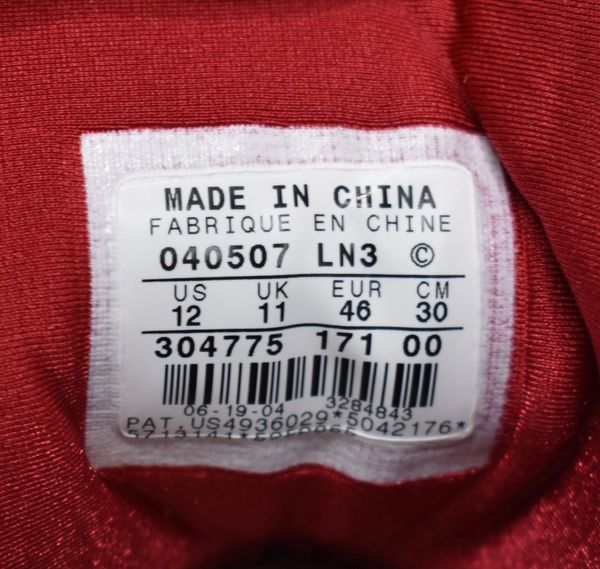 MADE IN CHINA
FABRIQUE EN CHINE
040507 LN3 ©
US UK EUR CM
12 11 46 30
304775 171 00
06-19-04 3284843
PAT. US4936029*5042176*